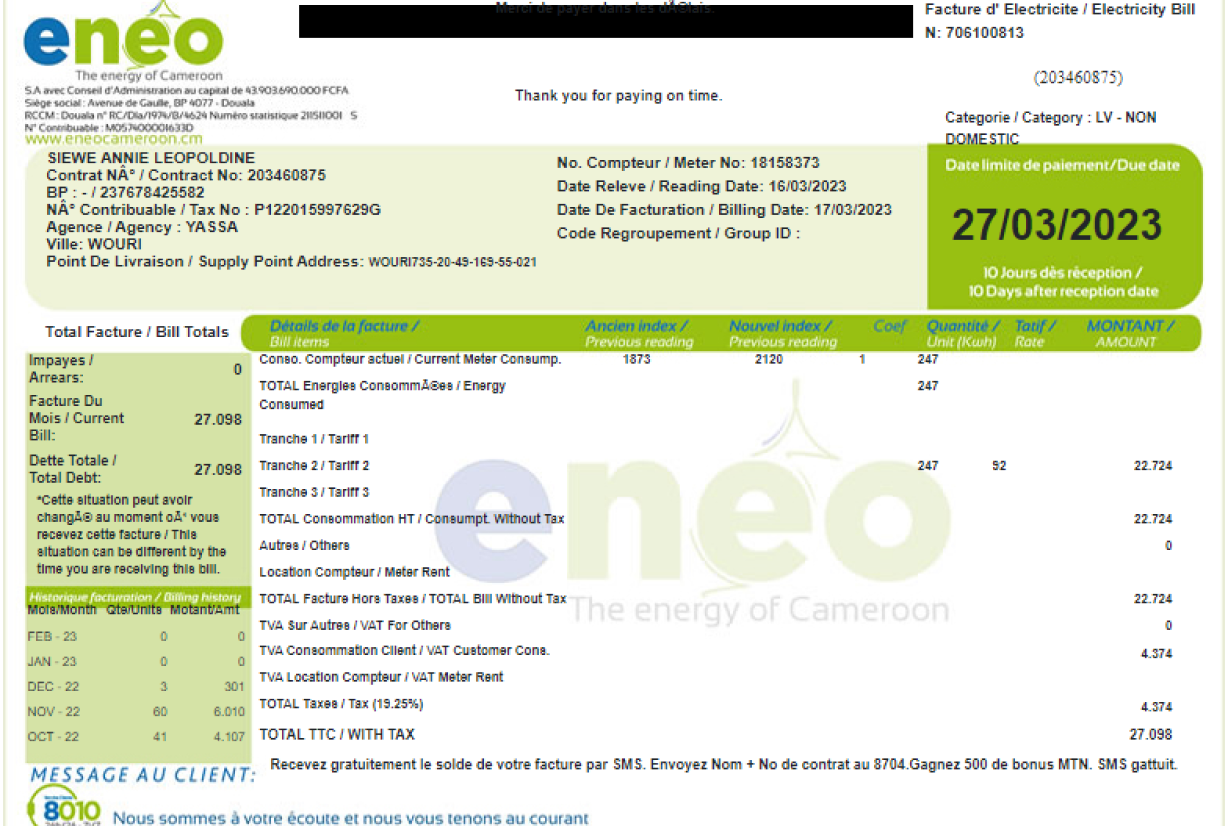 Merci de payer dans les dÃ©lais.
Facture d' Electricite / Electricity Bill
N: 706100813
eneo
The energy of Cameroon
(203460875)
S.A avec Conseil d'Administration au capital de 43.903.690.000 FCFA
Siège social : Avenue de Gaulle, BP 4077 - Douala
RCCM : Douala n° RC/Dla/1974/B/4624 Numéro statistique 211511001 S
N° Contribuable : M057400001633D
www.eneocameroon.cm
Thank you for paying on time.
Categorie / Category : LV - NON
DOMESTIC
SIEWE ANNIE LEOPOLDINE
Contrat NÂ° / Contract No: 203460875
BP : - / 237678425582
NÂ° Contribuable / Tax No : P122015997629G
Agence / Agency : YASSA
Ville: WOURI
Point De Livraison / Supply Point Address: WOURI735-20-49-169-55-021
No. Compteur / Meter No: 18158373
Date Releve / Reading Date: 16/03/2023
Date De Facturation / Billing Date: 17/03/2023
Code Regroupement / Group ID :
Date limite de paiement/Due date
27/03/2023
10 Jours dès réception /
10 Days after reception date
Total Facture / Bill Totals
Impayes / Arrears: 0
Facture Du
Mois / Current 27.098
Bill:
Dette Totale / Total Debt: 27.098
*Cette situation peut avoir
changÃ© au moment oÃ¹ vous
recevez cette facture / This
situation can be different by the
time you are receiving this bill.
Historique facturation / Billing history
Mois/Month Qte/Units Motant/Amt
FEB - 23 0 0
JAN - 23 0 0
DEC - 22 3 301
NOV - 22 60 6.010
OCT - 22 41 4.107
Détails de la facture / Ancien index / Nouvel index / Coef Quantité / Tatif / MONTANT /
Bill items Previous reading Previous reading Unit (Kwh) Rate AMOUNT
Conso. Compteur actuel / Current Meter Consump. 1873 2120 1 247
TOTAL Energies ConsommÃ©es / Energy 247
Consumed
Tranche 1 / Tariff 1
Tranche 2 / Tariff 2 247 92 22.724
Tranche 3 / Tariff 3
TOTAL Consommation HT / Consumpt. Without Tax 22.724
Autres / Others 0
Location Compteur / Meter Rent
TOTAL Facture Hors Taxes / TOTAL Bill Without Tax 22.724
TVA Sur Autres / VAT For Others 0
TVA Consommation Client / VAT Customer Cons. 4.374
TVA Location Compteur / VAT Meter Rent
TOTAL Taxes / Tax (19.25%) 4.374
TOTAL TTC / WITH TAX 27.098
eneo
The energy of Cameroon
MESSAGE AU CLIENT:
Recevez gratuitement le solde de votre facture par SMS. Envoyez Nom + No de contrat au 8704.Gagnez 500 de bonus MTN. SMS gattuit.
8010
Nous sommes à votre écoute et nous vous tenons au courant